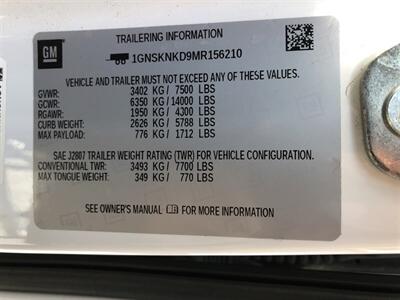 GM
TRAILERING INFORMATION
1GNSKNKD9MR156210
VEHICLE AND TRAILER MUST NOT EXCEED ANY OF THESE VALUES.
GVWR: 3402 KG / 7500 LBS
GCWR: 6350 KG / 14000 LBS
RGAWR: 1950 KG / 4300 LBS
CURB WEIGHT: 2626 KG / 5788 LBS
MAX PAYLOAD: 776 KG / 1712 LBS
SAE J2807 TRAILER WEIGHT RATING (TWR) FOR VEHICLE CONFIGURATION.
CONVENTIONAL TWR: 3493 KG / 7700 LBS
MAX TONGUE WEIGHT: 349 KG / 770 LBS
SEE OWNER'S MANUAL FOR MORE INFORMATION